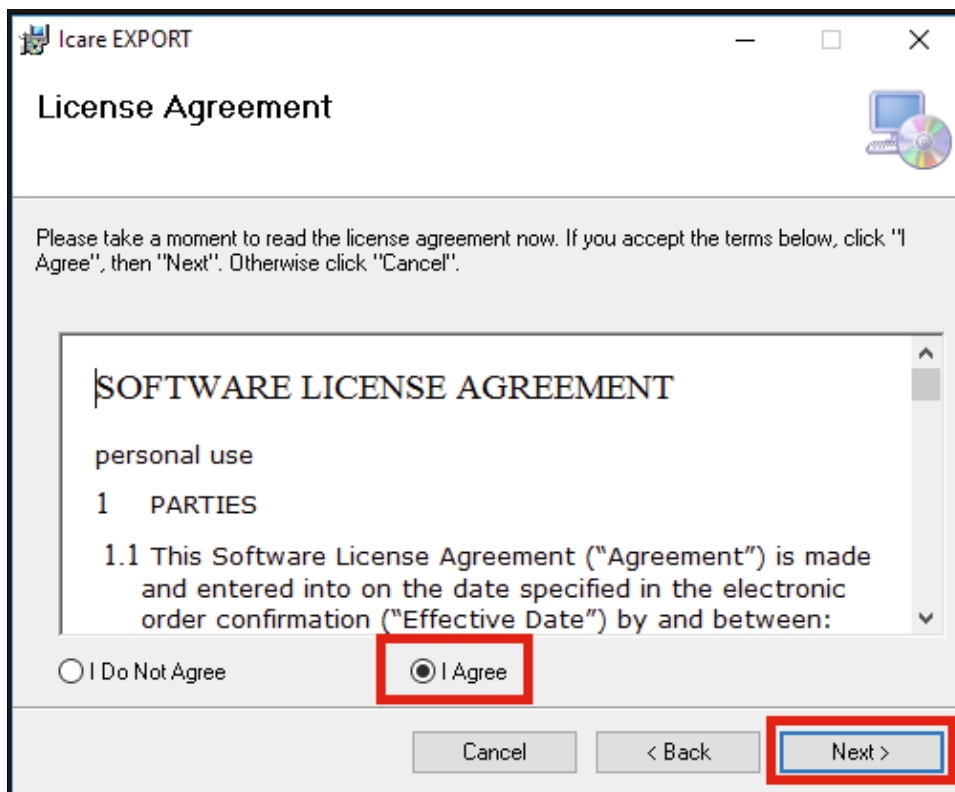 Icare EXPORT
License Agreement
Please take a moment to read the license agreement now. If you accept the terms below, click "I
Agree", then "Next". Otherwise click "Cancel".
SOFTWARE LICENSE AGREEMENT
personal use
1 PARTIES
1.1 This Software License Agreement (“Agreement”) is made
and entered into on the date specified in the electronic
order confirmation (“Effective Date”) by and between:
I Do Not Agree
I Agree
Cancel
< Back
Next >